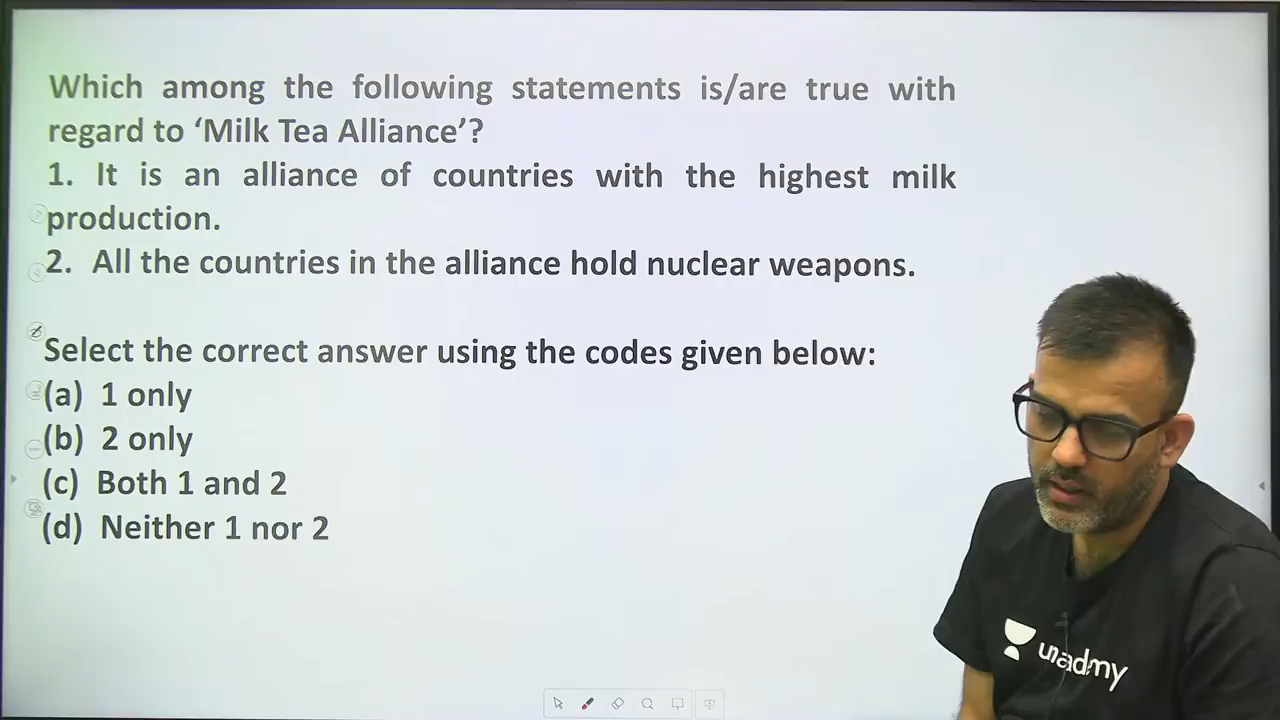 Which among the following statements is/are true with
regard to ‘Milk Tea Alliance’?
1. It is an alliance of countries with the highest milk
production.
2. All the countries in the alliance hold nuclear weapons.
Select the correct answer using the codes given below:
(a) 1 only
(b) 2 only
(c) Both 1 and 2
(d) Neither 1 nor 2
unacademy